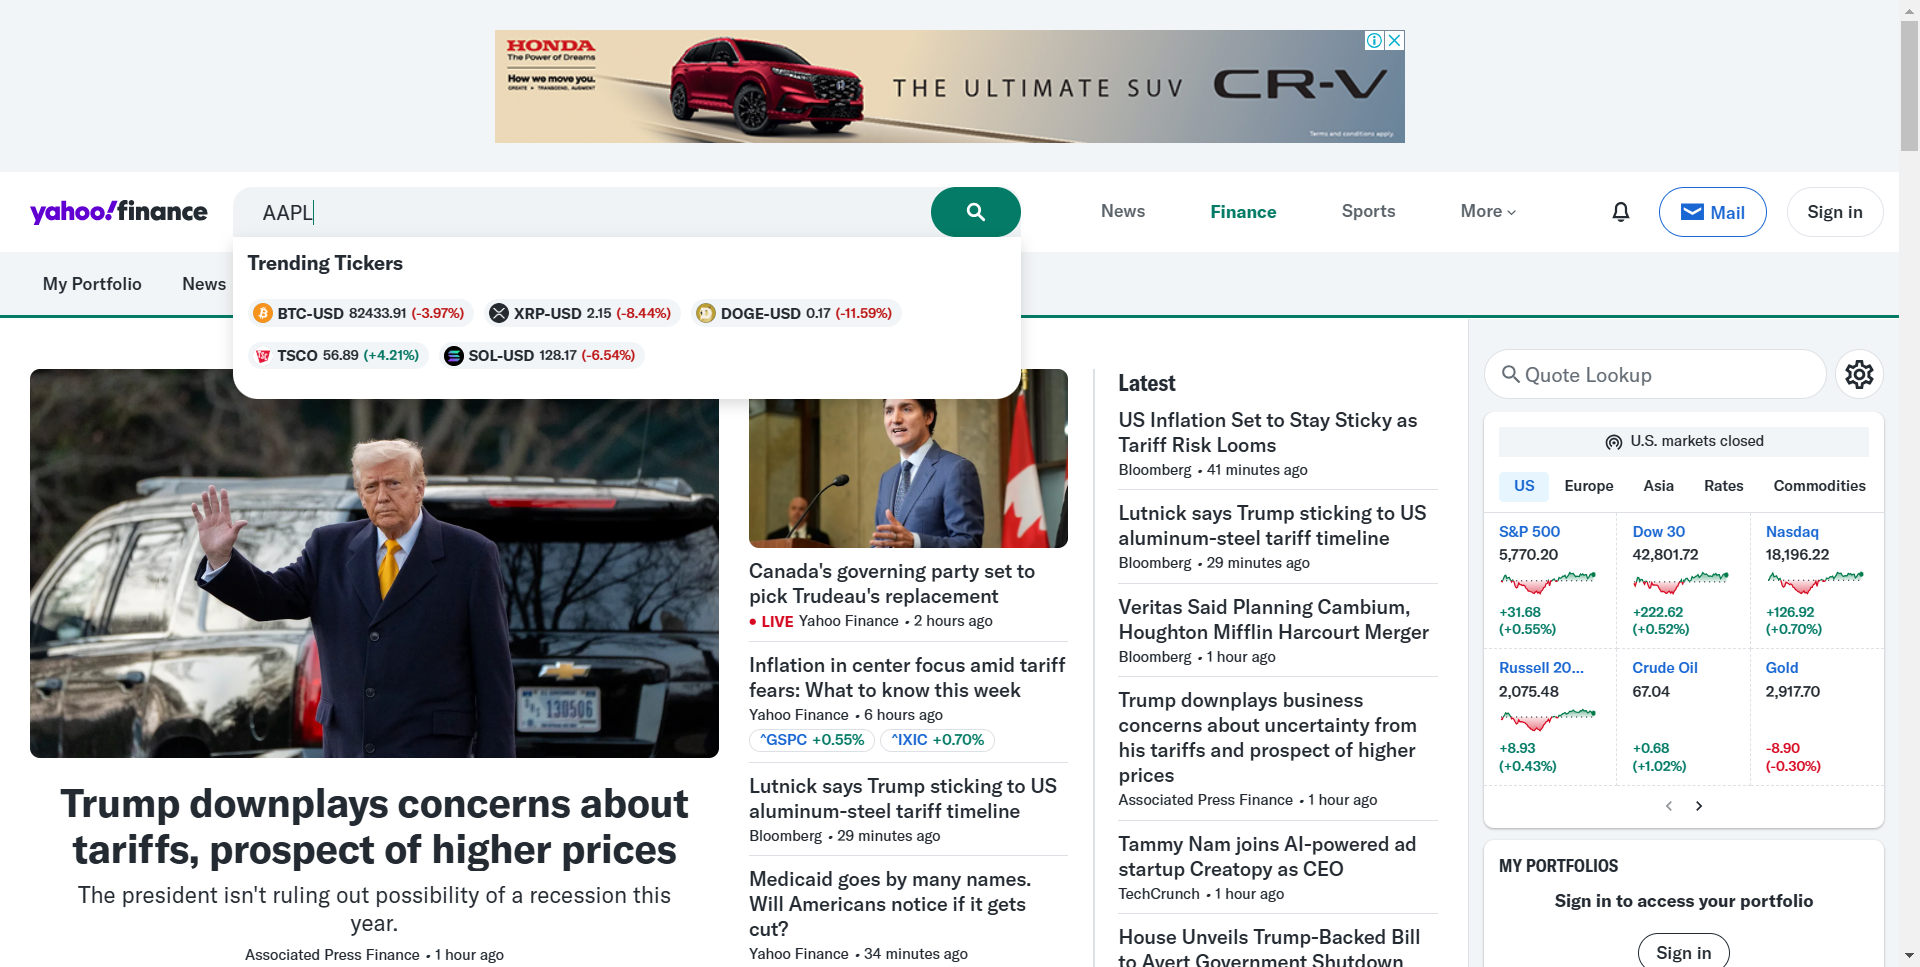 HONDA
The Power of Dreams
How we move you.
CREATE • TRANSCEND, AUGMENT
THE ULTIMATE SUV CR-V
Terms and conditions apply.
yahoo!finance
AAPL
News
Finance
Sports
More
Mail
Sign in
My Portfolio
News
Trending Tickers
BTC-USD 82433.91 (-3.97%)
XRP-USD 2.15 (-8.44%)
DOGE-USD 0.17 (-11.59%)
TSCO 56.89 (+4.21%)
SOL-USD 128.17 (-6.54%)
130506
Trump downplays concerns about
tariffs, prospect of higher prices
The president isn't ruling out possibility of a recession this
year.
Associated Press Finance • 1 hour ago
Canada's governing party set to
pick Trudeau's replacement
• LIVE Yahoo Finance • 2 hours ago
Inflation in center focus amid tariff
fears: What to know this week
Yahoo Finance • 6 hours ago
^GSPC +0.55%
^IXIC +0.70%
Lutnick says Trump sticking to US
aluminum-steel tariff timeline
Bloomberg • 29 minutes ago
Medicaid goes by many names.
Will Americans notice if it gets
cut?
Yahoo Finance • 34 minutes ago
Latest
US Inflation Set to Stay Sticky as
Tariff Risk Looms
Bloomberg • 41 minutes ago
Lutnick says Trump sticking to US
aluminum-steel tariff timeline
Bloomberg • 29 minutes ago
Veritas Said Planning Cambium,
Houghton Mifflin Harcourt Merger
Bloomberg • 1 hour ago
Trump downplays business
concerns about uncertainty from
his tariffs and prospect of higher
prices
Associated Press Finance • 1 hour ago
Tammy Nam joins AI-powered ad
startup Creatopy as CEO
TechCrunch • 1 hour ago
House Unveils Trump-Backed Bill
to Avert Government Shutdown
Quote Lookup
U.S. markets closed
US
Europe
Asia
Rates
Commodities
S&P 500
5,770.20
+31.68
(+0.55%)
Dow 30
42,801.72
+222.62
(+0.52%)
Nasdaq
18,196.22
+126.92
(+0.70%)
Russell 20...
2,075.48
+8.93
(+0.43%)
Crude Oil
67.04
+0.68
(+1.02%)
Gold
2,917.70
-8.90
(-0.30%)
MY PORTFOLIOS
Sign in to access your portfolio
Sign in